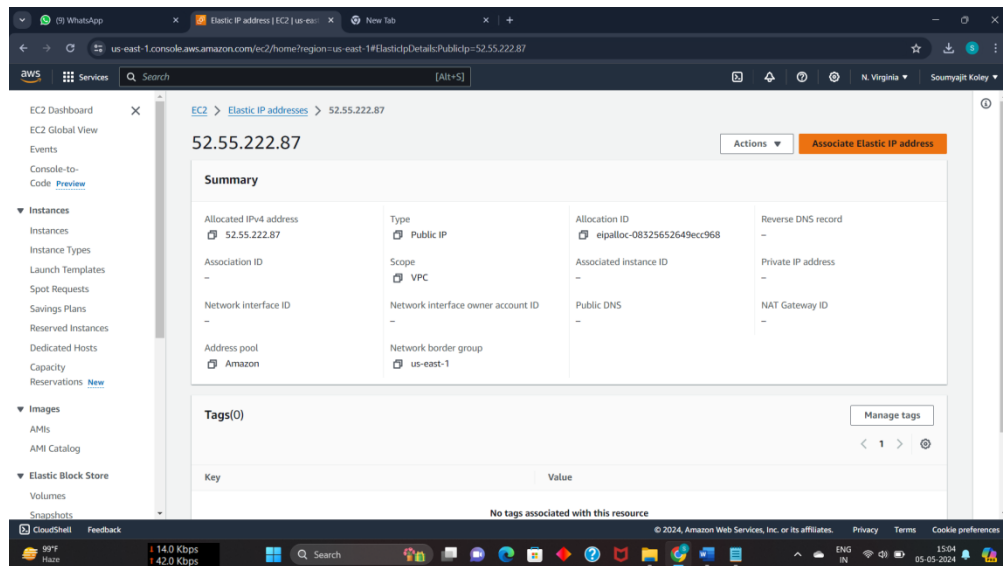 (9) WhatsApp
Elastic IP address | EC2 | us-eas
New Tab
us-east-1.console.aws.amazon.com/ec2/home?region=us-east-1#ElasticIpDetails:PublicIp=52.55.222.87
S
aws
Services
Search
[Alt+S]
N. Virginia
Soumyajit Koley
EC2 Dashboard
EC2 Global View
Events
Console-to-
Code Preview
Instances
Instances
Instance Types
Launch Templates
Spot Requests
Savings Plans
Reserved Instances
Dedicated Hosts
Capacity
Reservations New
Images
AMIs
AMI Catalog
Elastic Block Store
Volumes
Snapshots
EC2 > Elastic IP addresses > 52.55.222.87
52.55.222.87
Actions
Associate Elastic IP address
Summary
Allocated IPv4 address
52.55.222.87
Type
Public IP
Allocation ID
eipalloc-08325652649ecc968
Reverse DNS record
–
Association ID
–
Scope
VPC
Associated instance ID
–
Private IP address
–
Network interface ID
–
Network interface owner account ID
–
Public DNS
–
NAT Gateway ID
–
Address pool
Amazon
Network border group
us-east-1
Tags(0)
Manage tags
< 1 >
Key
Value
No tags associated with this resource
CloudShell
Feedback
© 2024, Amazon Web Services, Inc. or its affiliates.
Privacy
Terms
Cookie preferences
99°F
Haze
14.0 Kbps
42.0 Kbps
Search
ENG
IN
15:04
05-05-2024